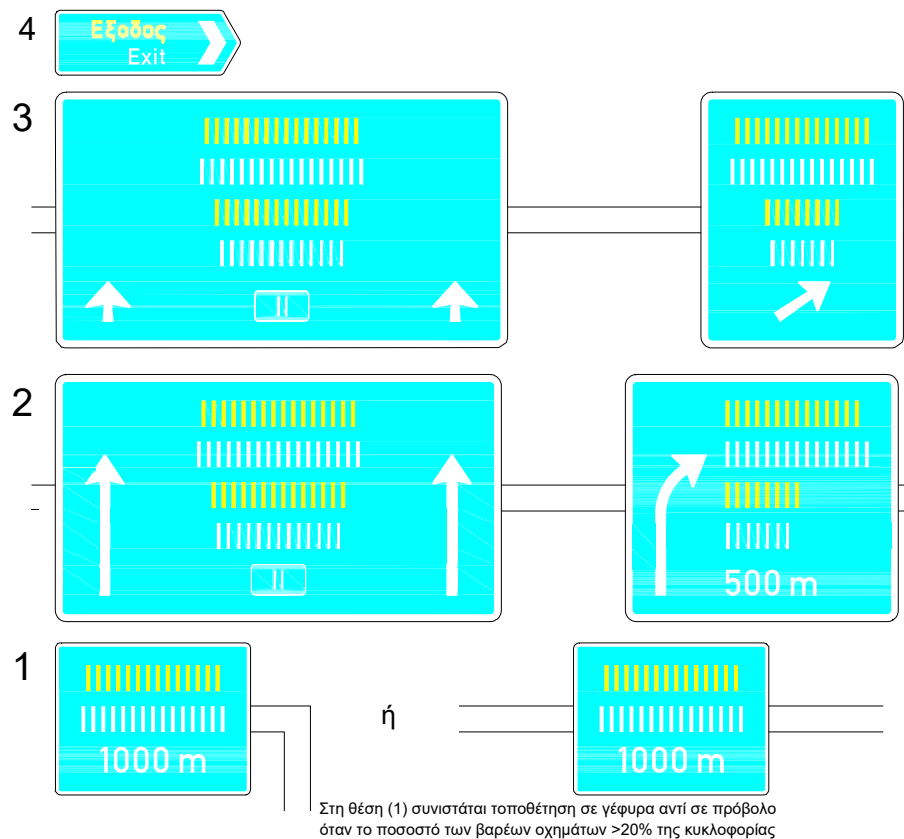 4
Εξοδος
Exit
3
2
500 m
1
1000 m
ή
1000 m
Στη θέση (1) συνιστάται τοποθέτηση σε γέφυρα αντί σε πρόβολο
όταν το ποσοστό των βαρέων οχημάτων >20% της κυκλοφορίας